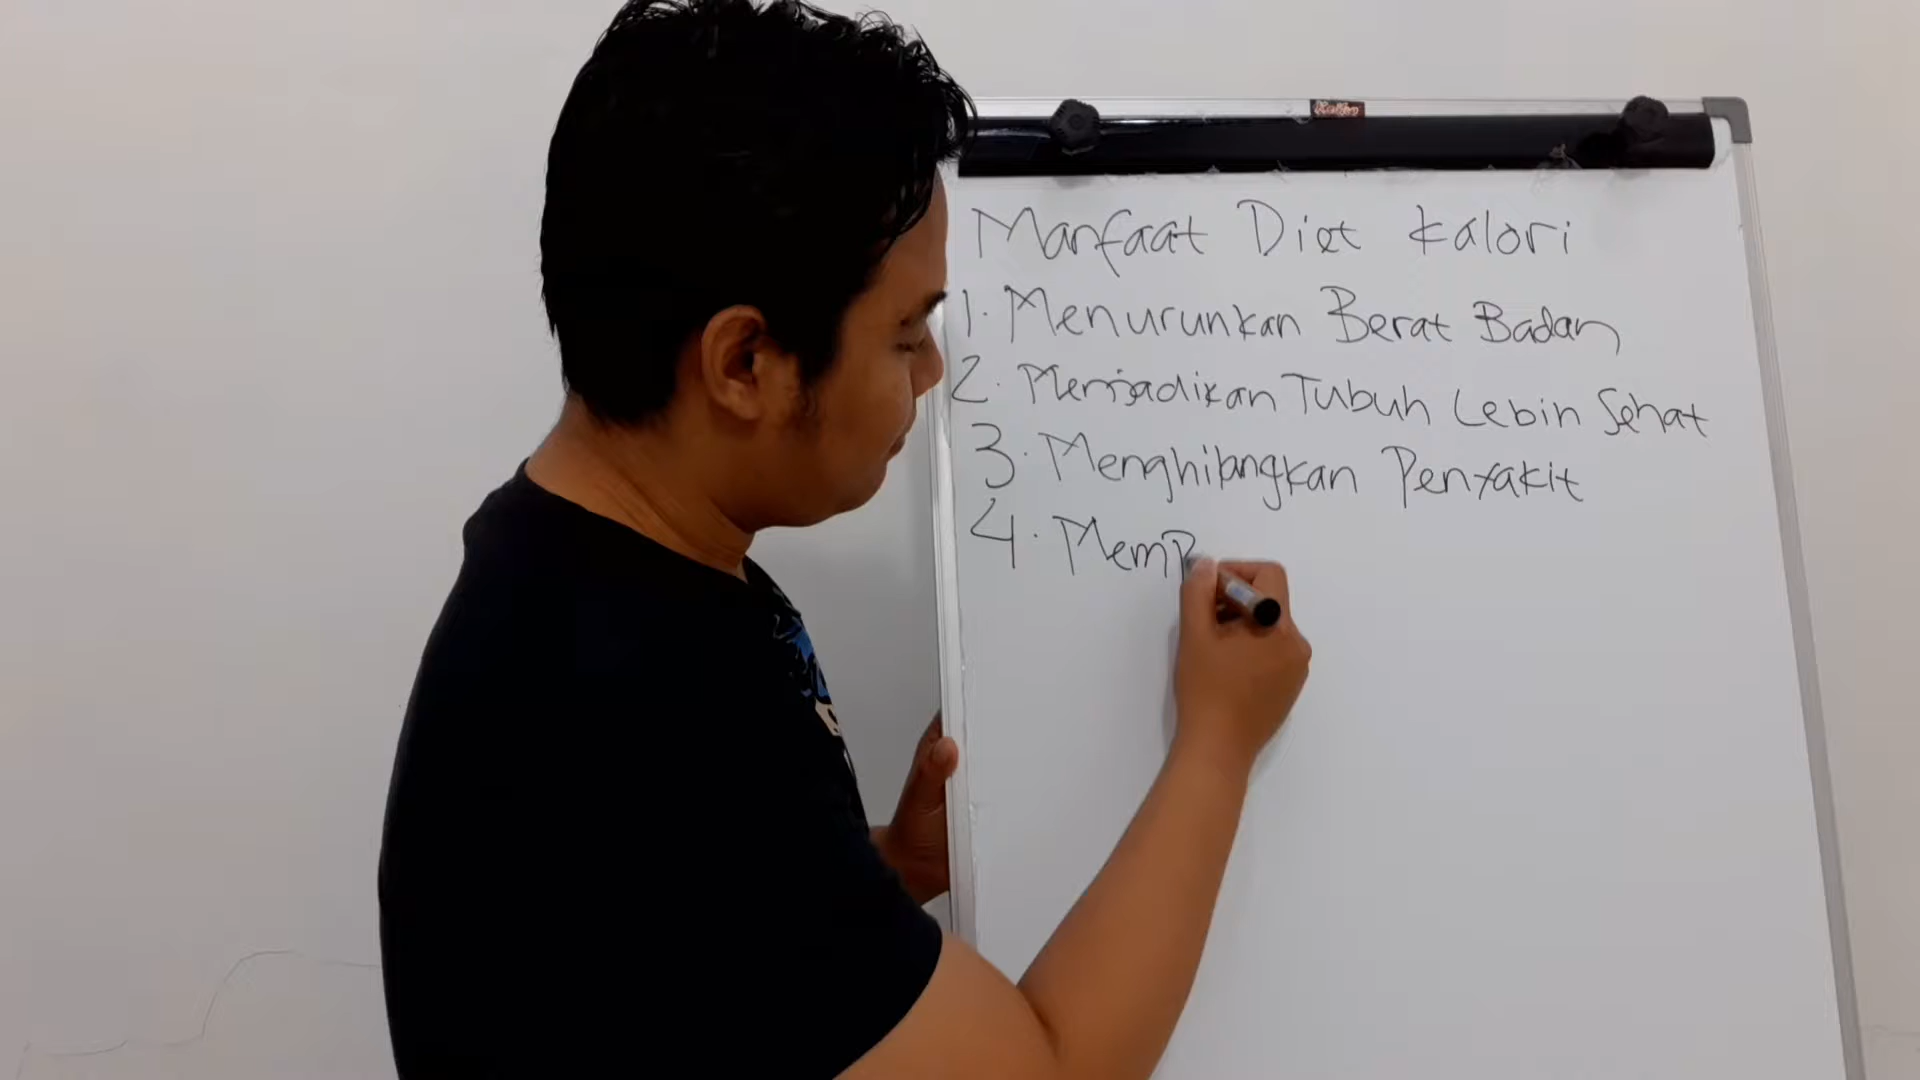 Manfaat Diet Kalori
1. Menurunkan Berat Badan
2. Menjadikan Tubuh Lebih Sehat
3. Menghilangkan Penyakit
4. Memp